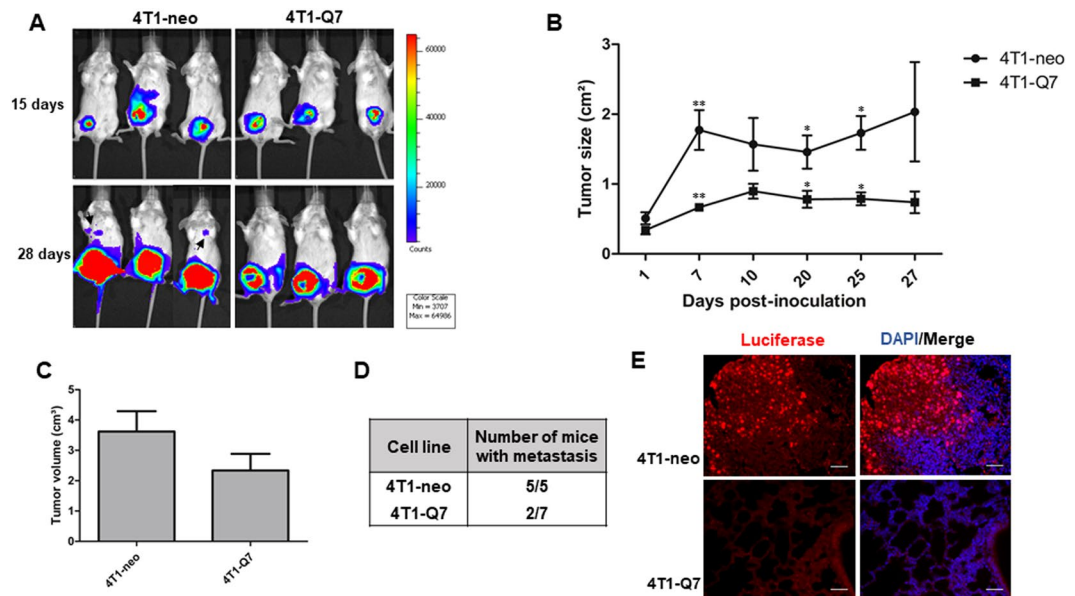 A
4T1-neo
4T1-Q7
15 days
28 days
60000
40000
20000
Counts
Color Scale
Min = 3707
Max = 64986
B
Tumor size (cm²)
3
2
1
0
**
*
*
**
*
*
4T1-neo
4T1-Q7
1 7 10 20 25 27
Days post-inoculation
C
Tumor volume (cm³)
5
4
3
2
1
0
4T1-neo
4T1-Q7
D
Cell line
Number of mice
with metastasis
4T1-neo 5/5
4T1-Q7 2/7
E
Luciferase
DAPI/Merge
4T1-neo
4T1-Q7